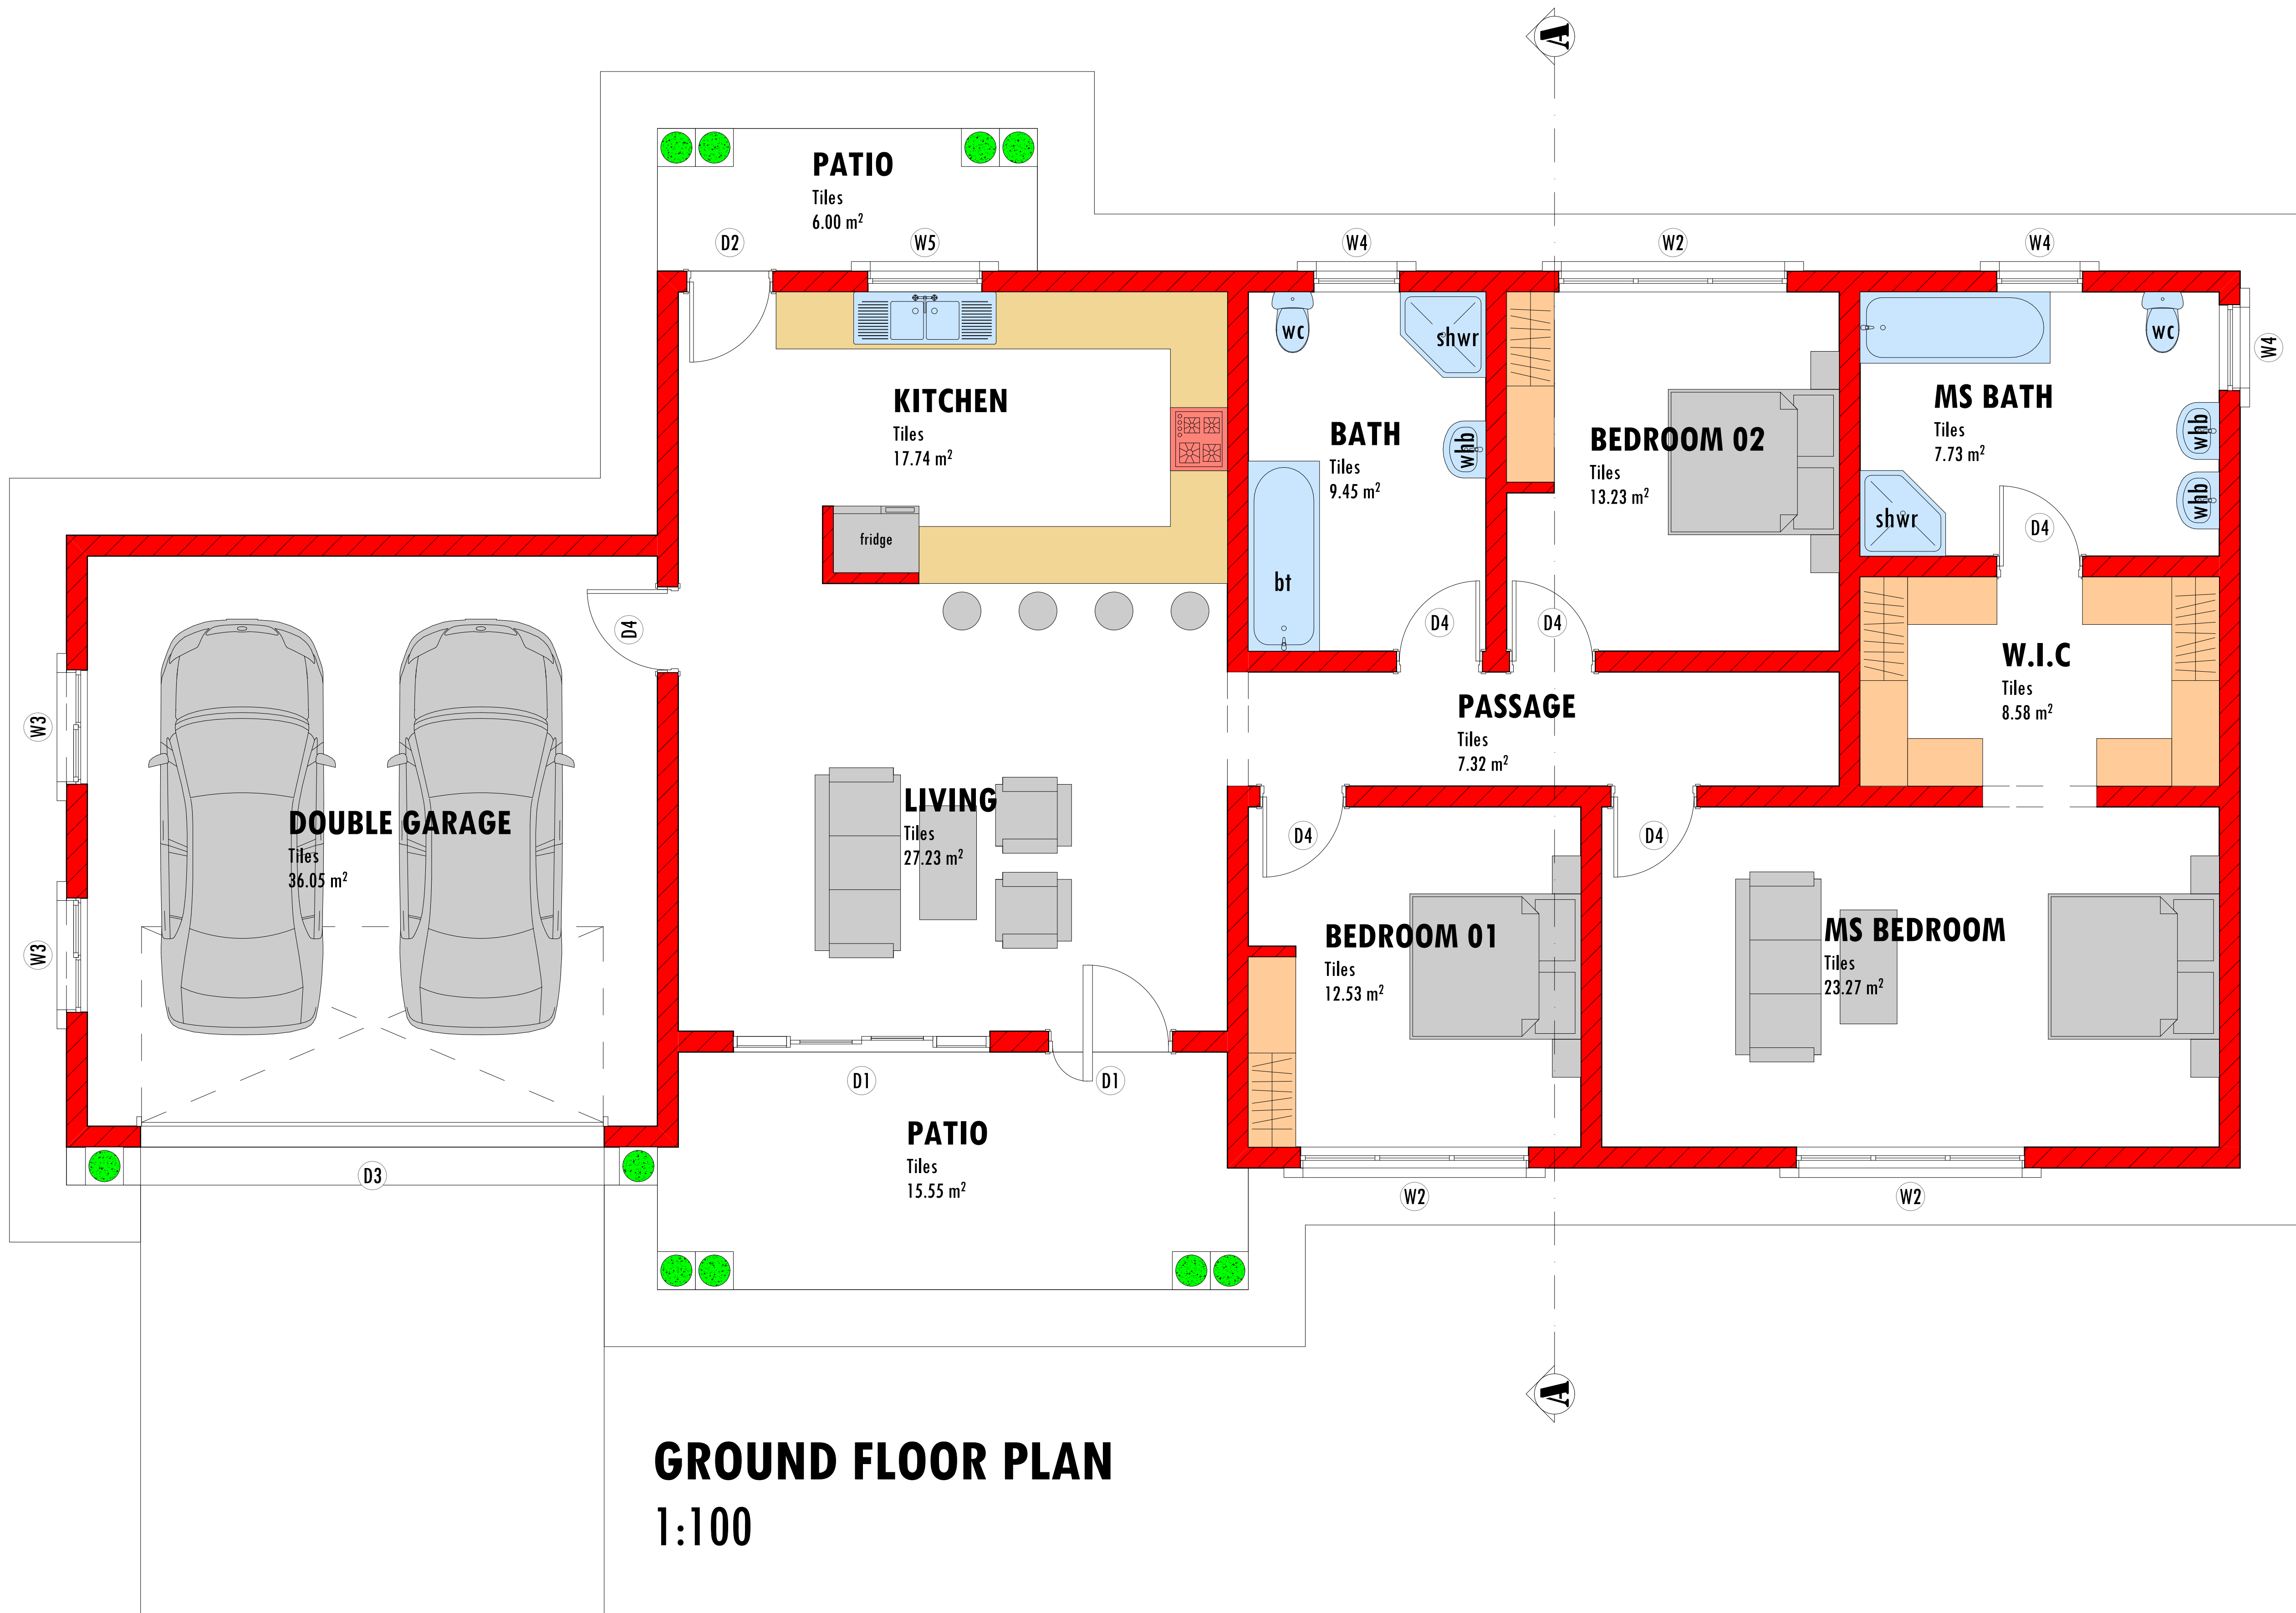 A
PATIO
Tiles
6.00 m²
D2
W5
W4
W2
W4
wc
shwr
wc
W4
KITCHEN
Tiles
17.74 m²
BATH
Tiles
9.45 m²
whb
BEDROOM 02
Tiles
13.23 m²
MS BATH
Tiles
7.73 m²
whb
whb
shwr
D4
fridge
bt
D4
D4
D4
W.I.C
Tiles
8.58 m²
PASSAGE
Tiles
7.32 m²
W3
DOUBLE GARAGE
Tiles
36.05 m²
LIVING
Tiles
27.23 m²
D4
D4
W3
BEDROOM 01
Tiles
12.53 m²
MS BEDROOM
Tiles
23.27 m²
D1
D1
PATIO
Tiles
15.55 m²
D3
W2
W2
A
GROUND FLOOR PLAN
1:100